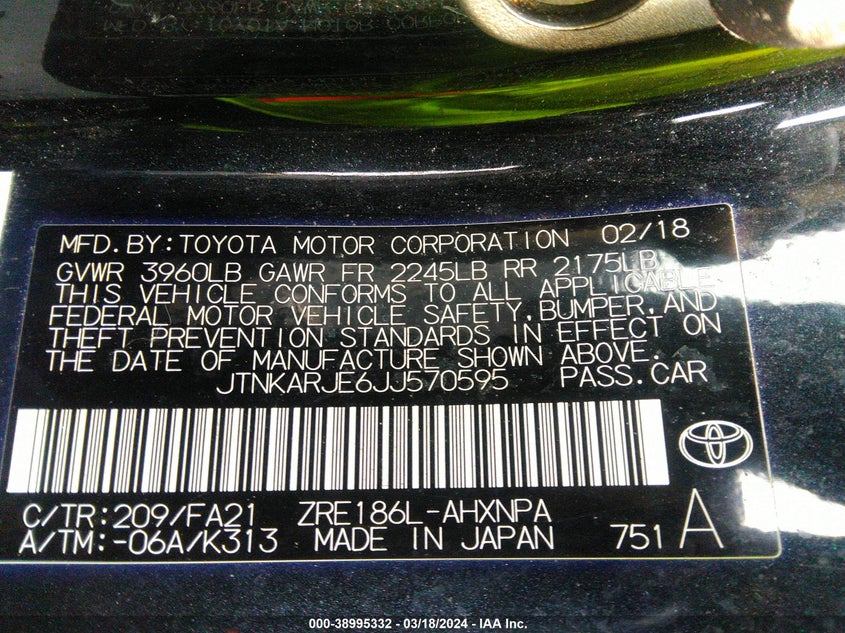 MFD.BY:TOYOTA MOTOR CORPORATION 02/18
GVWR 3960LB GAWR FR 2245LB RR 2175LB
THIS VEHICLE CONFORMS TO ALL APPLICABLE
FEDERAL MOTOR VEHICLE SAFETY,BUMPER,AND
THEFT PREVENTION STANDARDS IN EFFECT ON
THE DATE OF MANUFACTURE SHOWN ABOVE.
JTNKARJE6JJ570595 PASS.CAR
C/TR:209/FA21 ZRE186L-AHXNPA
A/TM:-06A/K313 MADE IN JAPAN 751 A
000-38995332 - 03/18/2024 - IAA Inc.